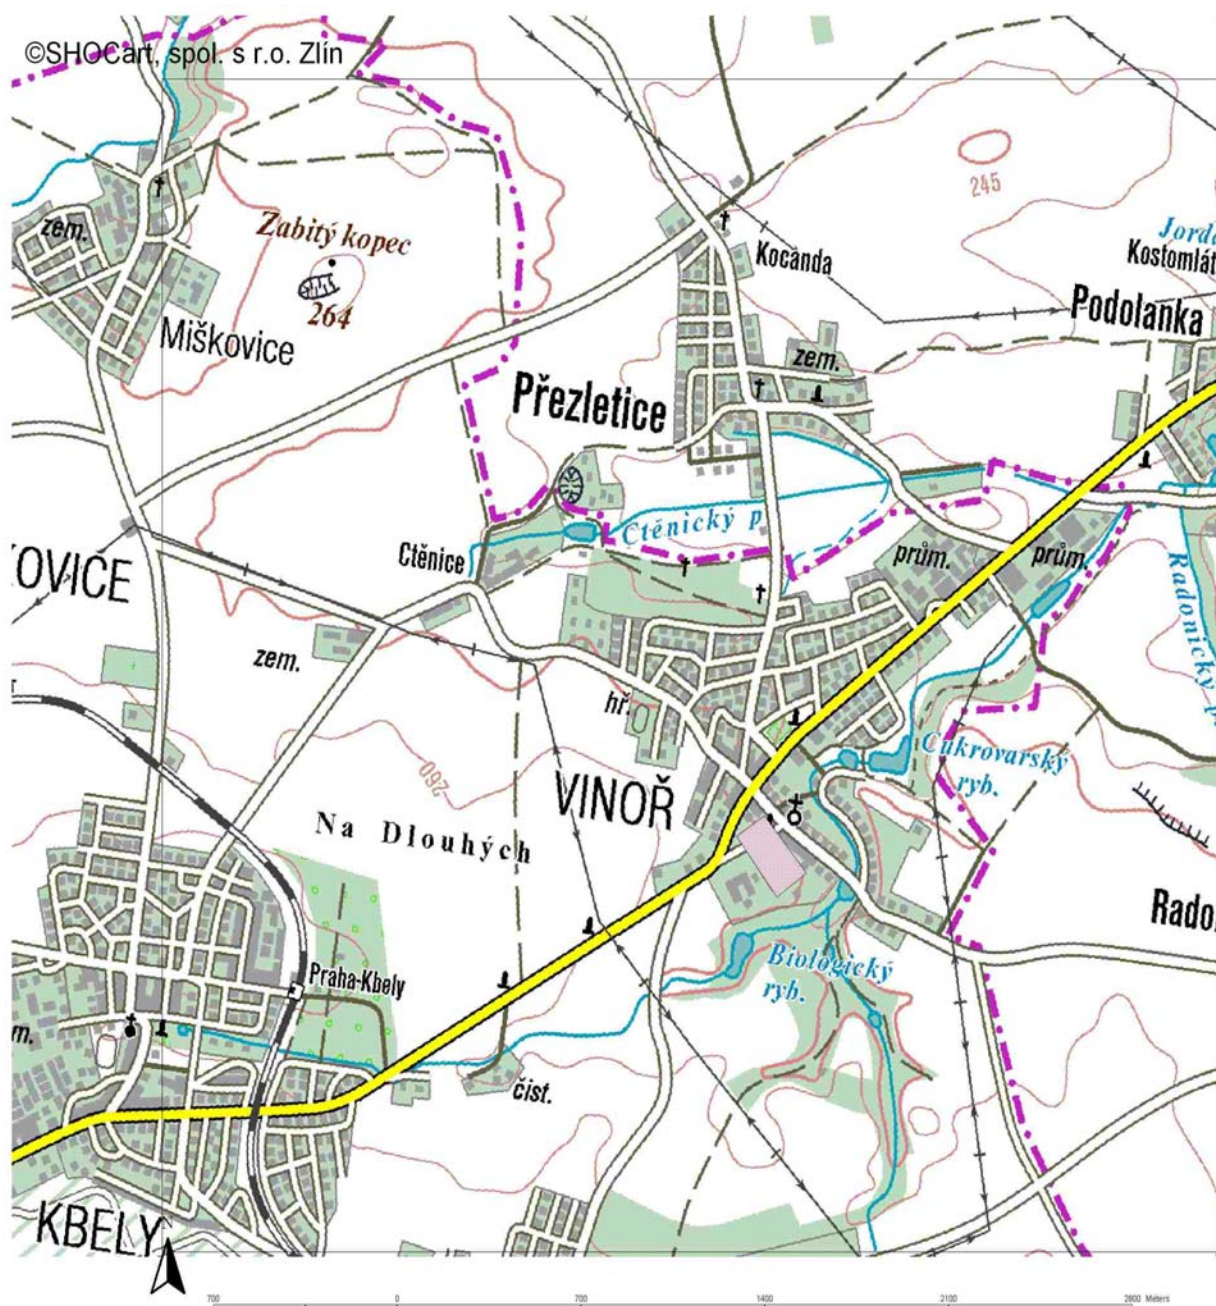 ©SHOCart, spol. s r.o. Zlín
245
zem.
Zabitý kopec
264
Miškovice
Kocanda
Jord
Kostomlát
Podolanka
zem.
Přezletice
Ctěnický p
Ctěnice
OVICE
prům.
prům.
Radonický p
zem.
hř.
260
VINOŘ
Cukrovarský
ryb.
Na Dlouhých
Rado
Biologický
ryb.
Praha-Kbely
m.
čist.
KBELY
700 0 700 1400 2100 2800 Meters